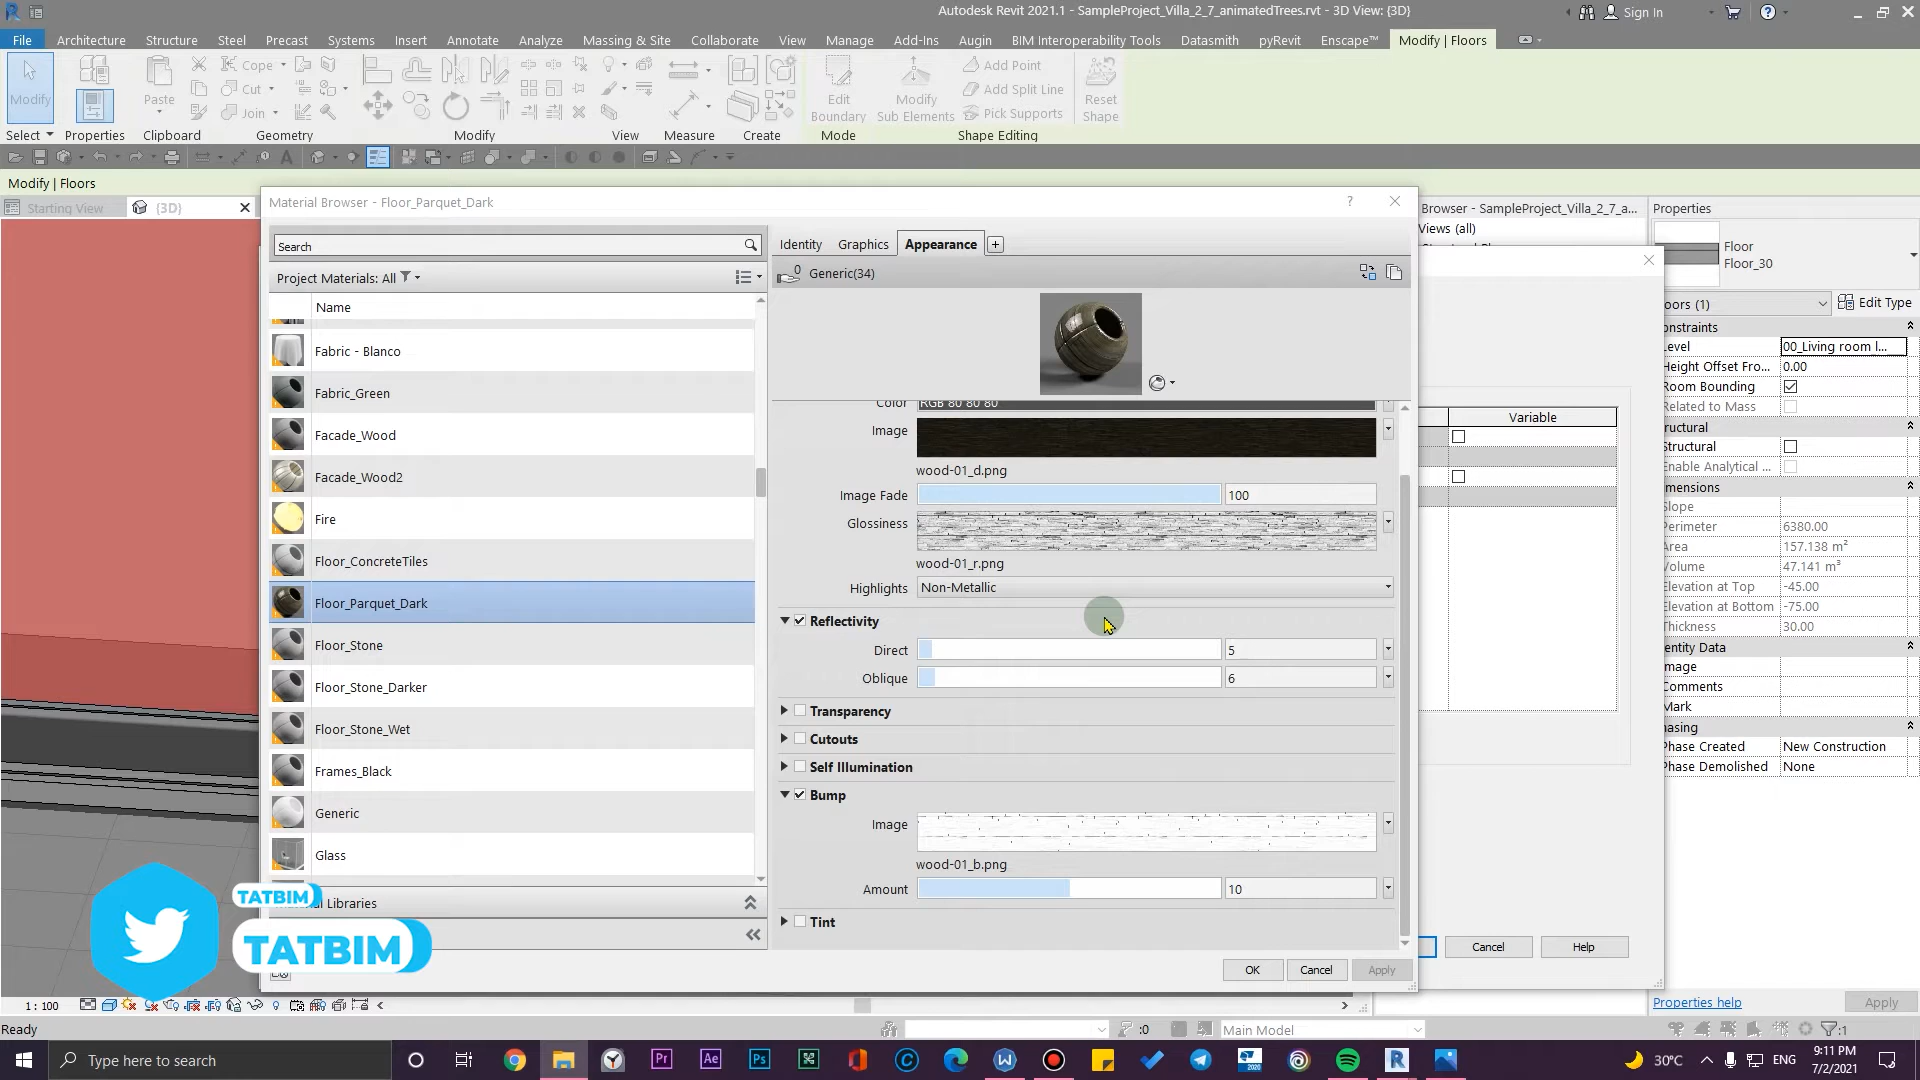 Autodesk Revit 2021.1 - SampleProject_Villa_2_7_animatedTrees.rvt - 3D View: {3D}
Sign In
File Architecture Structure Steel Precast Systems Insert Annotate Analyze Massing & Site Collaborate View Manage Add-Ins Augin BIM Interoperability Tools Datasmith pyRevit Enscape™ Modify | Floors
Modify
Paste
Cope
Cut
Join
Edit Boundary
Modify Sub Elements
Add Point
Add Split Line
Pick Supports
Reset Shape
Select Properties Clipboard Geometry Modify View Measure Create Mode Shape Editing
Modify | Floors
Starting View
{3D}
Material Browser - Floor_Parquet_Dark
Search
Project Materials: All
Name
Fabric - Blanco
Fabric_Green
Facade_Wood
Facade_Wood2
Fire
Floor_ConcreteTiles
Floor_Parquet_Dark
Floor_Stone
Floor_Stone_Darker
Floor_Stone_Wet
Frames_Black
Generic
Glass
al Libraries
Identity Graphics Appearance +
0 Generic(34)
Color RGB 80 80 80
Image
wood-01_d.png
Image Fade 100
Glossiness
wood-01_r.png
Highlights Non-Metallic
Reflectivity
Direct 5
Oblique 6
Transparency
Cutouts
Self Illumination
Bump
Image
wood-01_b.png
Amount 10
Tint
OK Cancel Apply
Browser - SampleProject_Villa_2_7_a...
Views (all)
Variable
Cancel Help
Properties
Floor
Floor_30
oors (1) Edit Type
onstraints
Level 00_Living room l...
Height Offset Fro... 0.00
Room Bounding
Related to Mass
ructural
Structural
Enable Analytical ...
imensions
Slope
Perimeter 6380.00
Area 157.138 m²
Volume 47.141 m³
Elevation at Top -45.00
Elevation at Bottom -75.00
Thickness 30.00
entity Data
Image
Comments
Mark
hasing
Phase Created New Construction
Phase Demolished None
Properties help Apply
TATBIM
TATBIM
1 : 100
Ready
:0
Main Model
:1
Type here to search
30°C
ENG
9:11 PM
7/2/2021